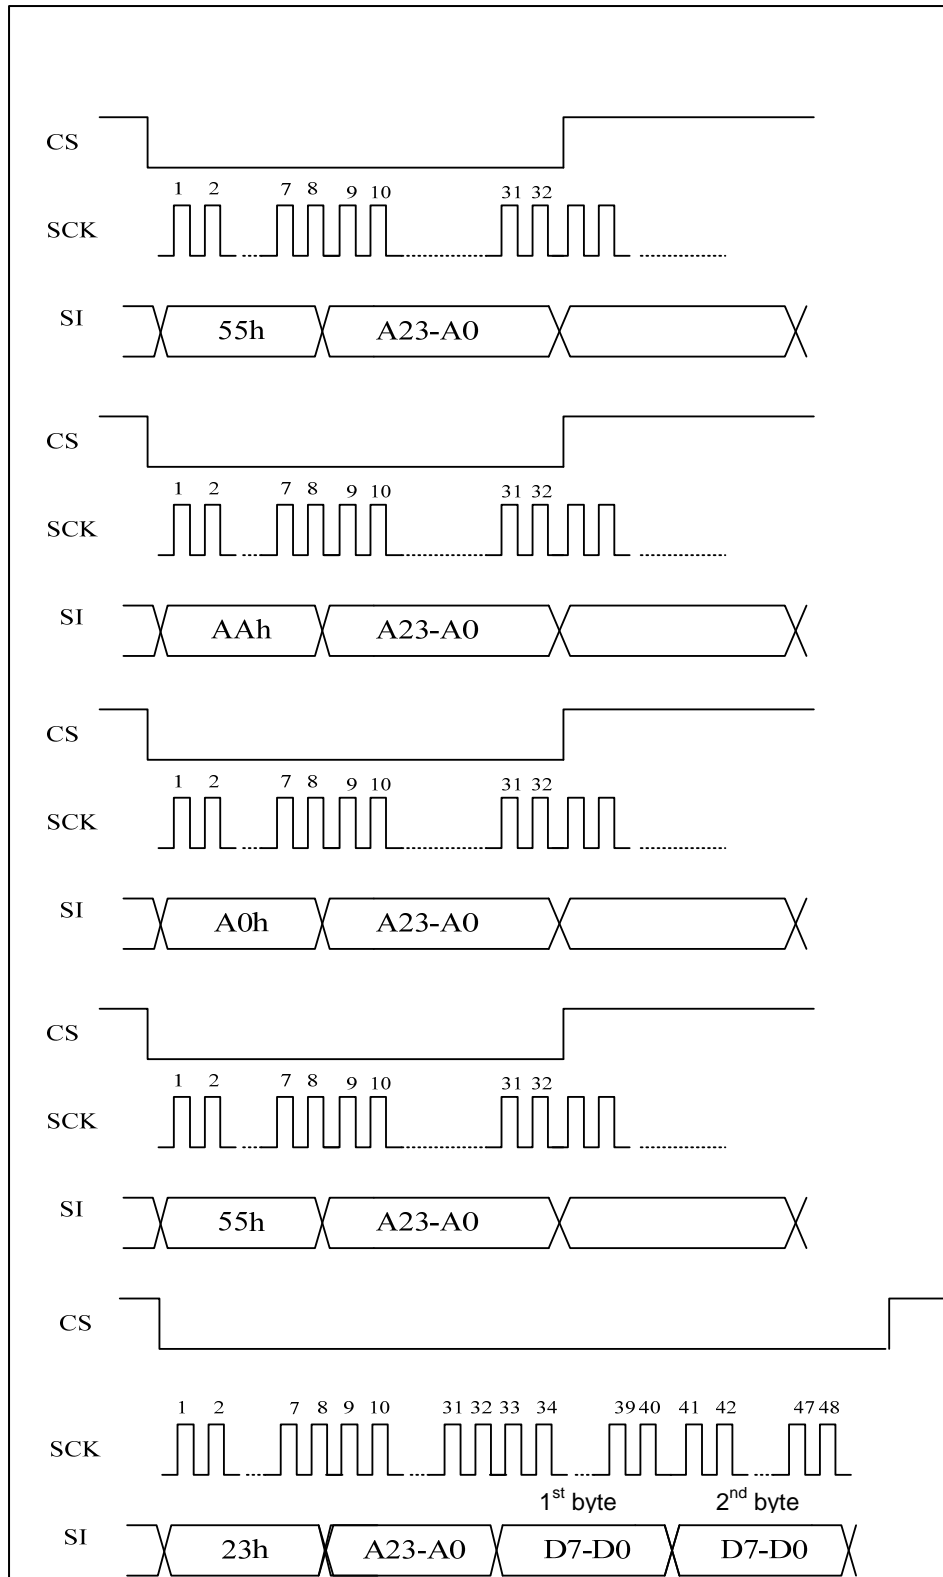 CS
1 2 7 8 9 10 31 32
SCK
SI 55h A23-A0
CS
1 2 7 8 9 10 31 32
SCK
SI AAh A23-A0
CS
1 2 7 8 9 10 31 32
SCK
SI A0h A23-A0
CS
1 2 7 8 9 10 31 32
SCK
SI 55h A23-A0
CS
1 2 7 8 9 10 31 32 33 34 39 40 41 42 47 48
SCK
1st byte 2nd byte
SI 23h A23-A0 D7-D0 D7-D0